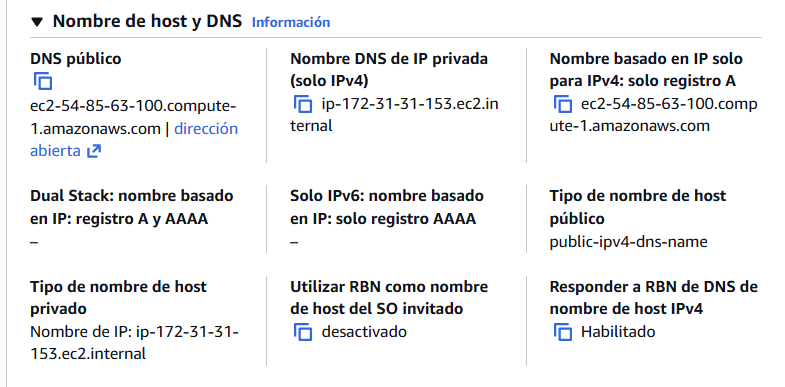 Nombre de host y DNS Información
DNS público
ec2-54-85-63-100.compute-
1.amazonaws.com | dirección
abierta
Nombre DNS de IP privada
(solo IPv4)
ip-172-31-31-153.ec2.in
ternal
Nombre basado en IP solo
para IPv4: solo registro A
ec2-54-85-63-100.comp
ute-1.amazonaws.com
Dual Stack: nombre basado
en IP: registro A y AAAA
–
Solo IPv6: nombre basado
en IP: solo registro AAAA
–
Tipo de nombre de host
público
public-ipv4-dns-name
Tipo de nombre de host
privado
Nombre de IP: ip-172-31-31-
153.ec2.internal
Utilizar RBN como nombre
de host del SO invitado
desactivado
Responder a RBN de DNS de
nombre de host IPv4
Habilitado